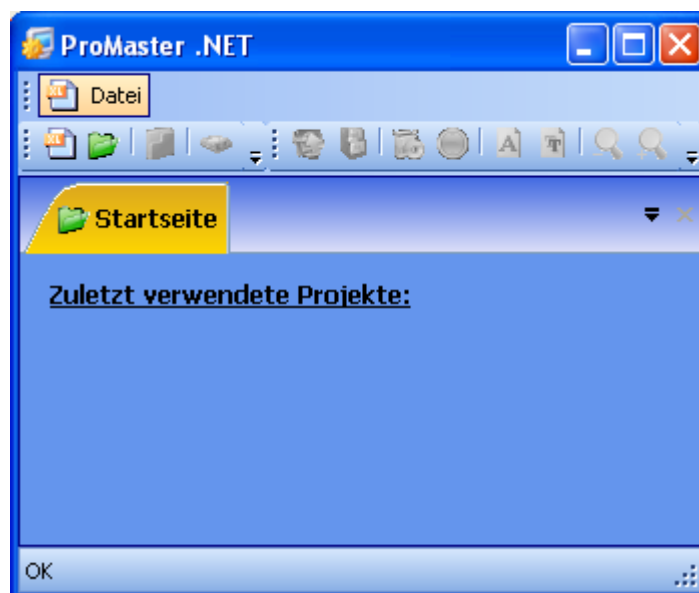 ProMaster .NET
Datei
Startseite
Zuletzt verwendete Projekte:
OK